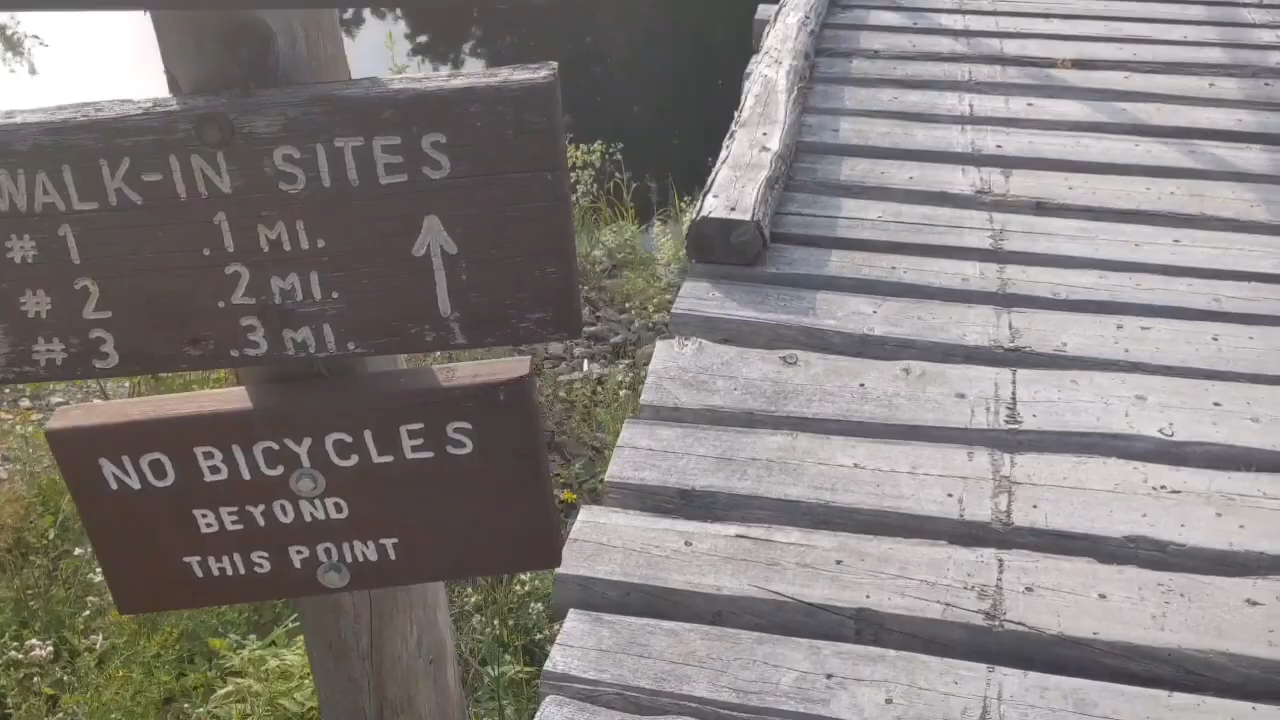 WALK-IN SITES
# 1 .1 MI.
# 2 .2 MI.
# 3 .3 MI.
NO BICYCLES
BEYOND
THIS POINT